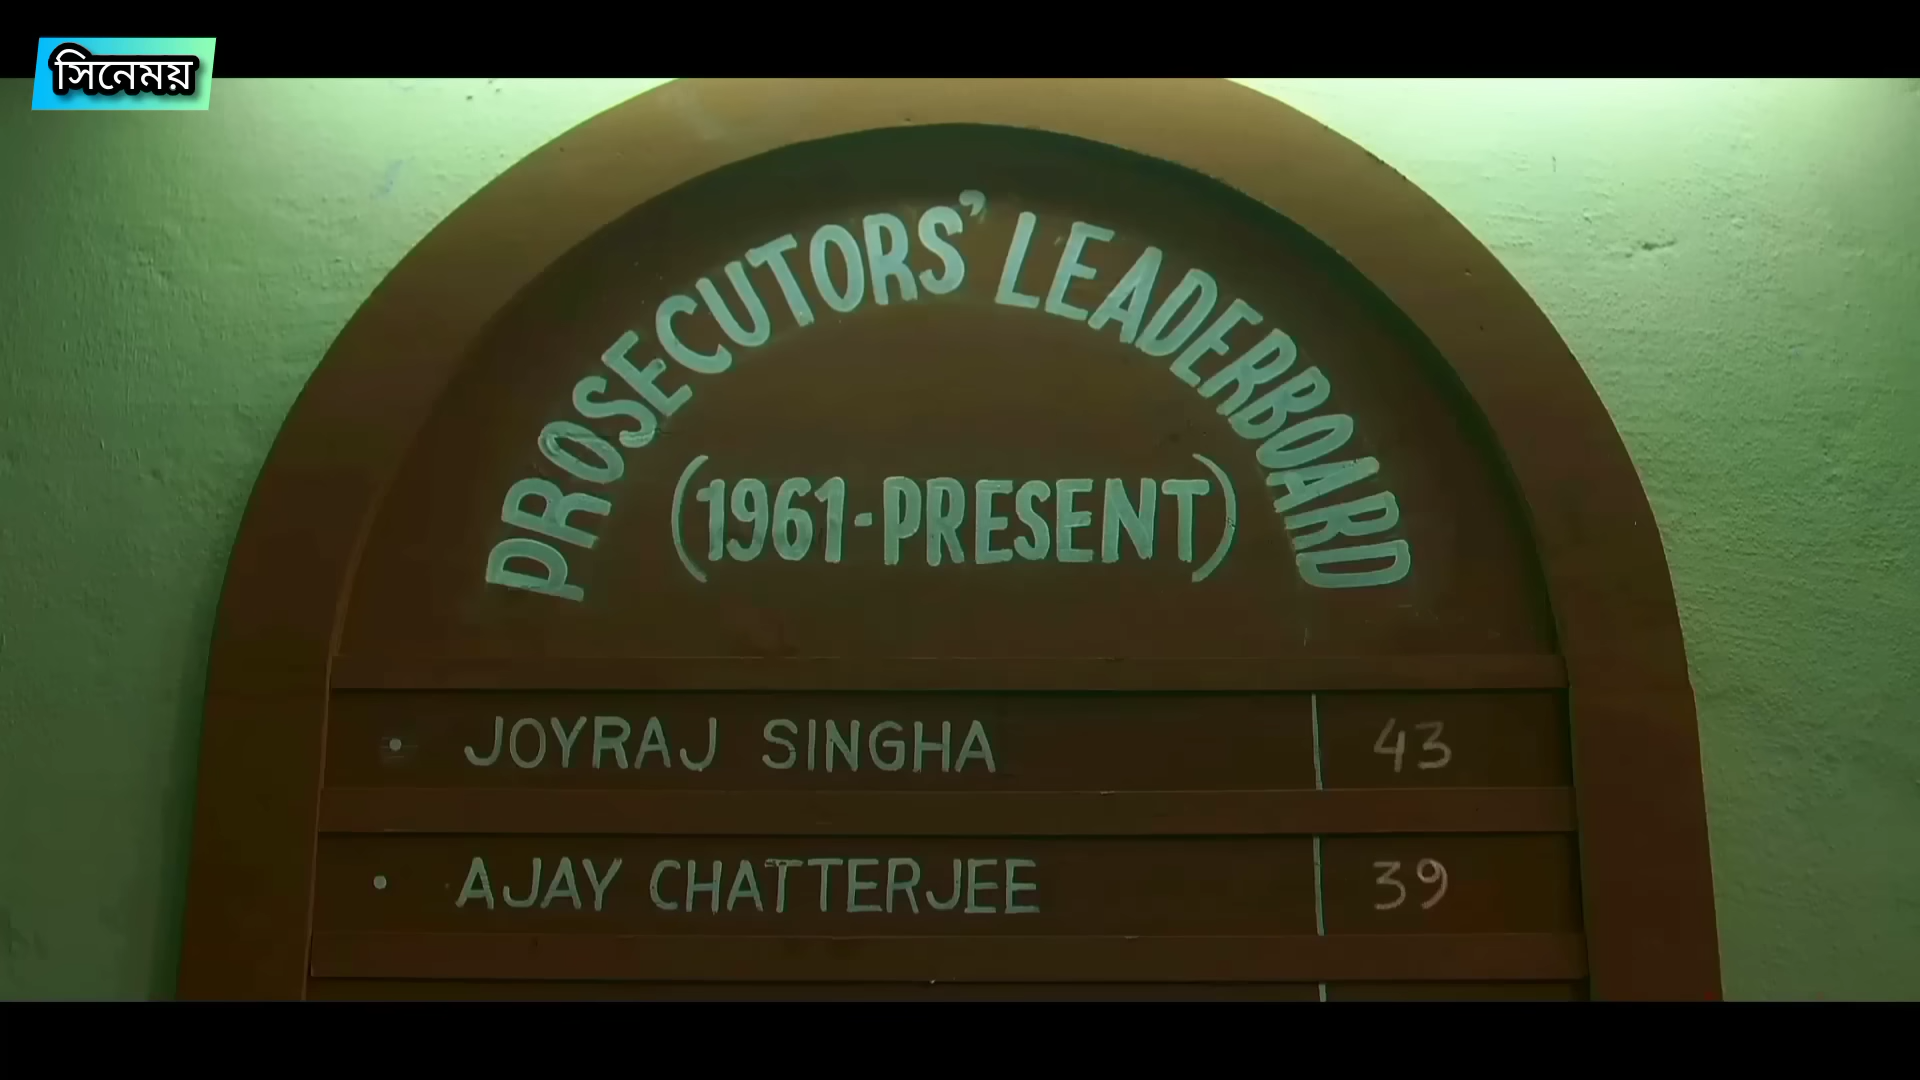 সিনেময়
PROSECUTORS' LEADERBOARD
(1961-PRESENT)
JOYRAJ SINGHA 43
AJAY CHATTERJEE 39